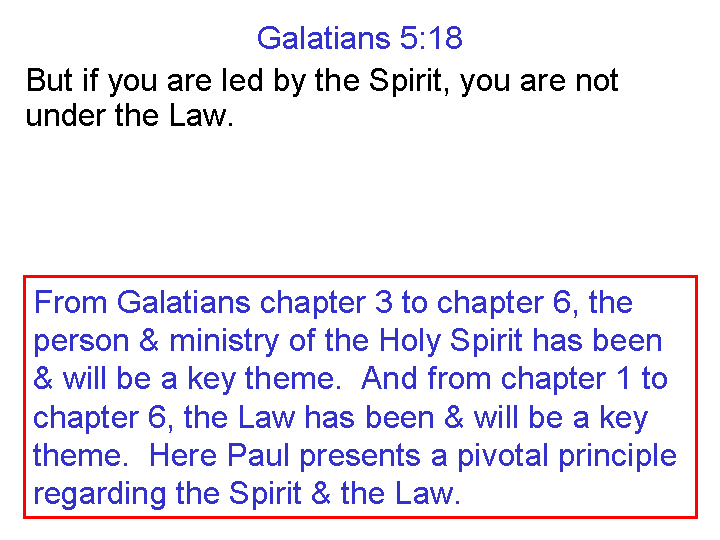 Galatians 5:18
But if you are led by the Spirit, you are not
under the Law.
From Galatians chapter 3 to chapter 6, the
person & ministry of the Holy Spirit has been
& will be a key theme.  And from chapter 1 to
chapter 6, the Law has been & will be a key
theme.  Here Paul presents a pivotal principle
regarding the Spirit & the Law.